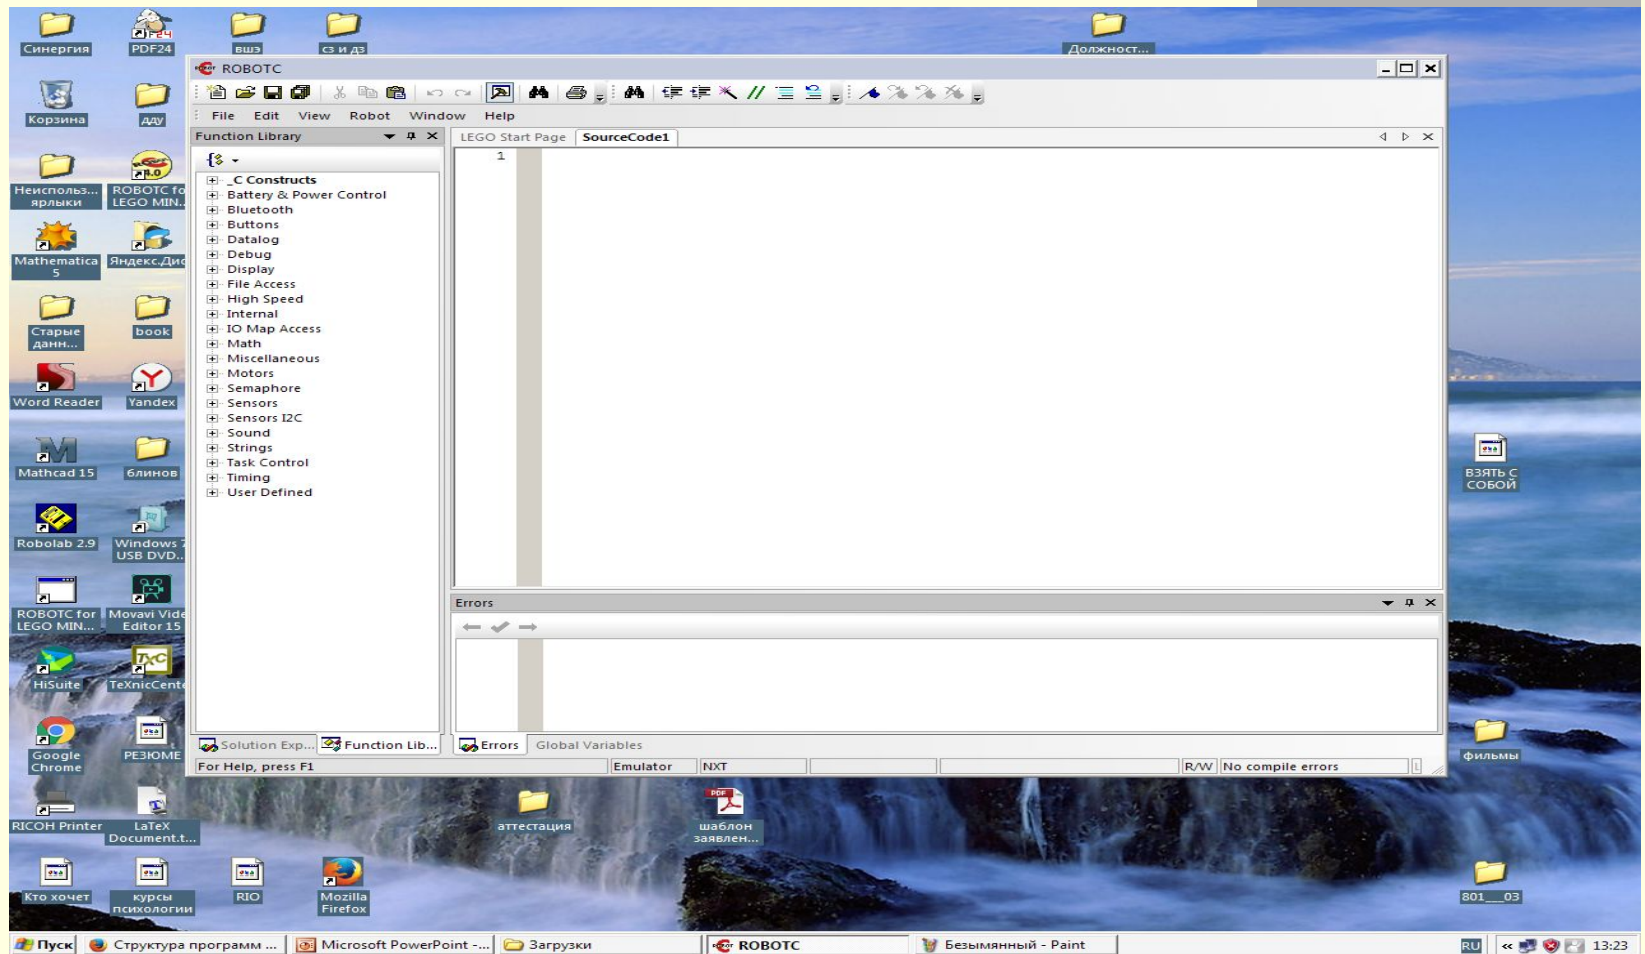 Синергия
PDF24
вшэ
сз и дз
Должност...
ROBOTC
Корзина
дду
File Edit View Robot Window Help
Function Library
LEGO Start Page SourceCode1
1
_C Constructs
Battery & Power Control
Bluetooth
Buttons
Datalog
Debug
Display
File Access
High Speed
Internal
IO Map Access
Math
Miscellaneous
Motors
Semaphore
Sensors
Sensors I2C
Sound
Strings
Task Control
Timing
User Defined
Неиспольз...
ярлыки
ROBOTC fo
LEGO MIN..
Mathematica
5
Яндекс.Дис
Старые
данн...
book
Word Reader
Yandex
Mathcad 15
блинов
ВЗЯТЬ С
СОБОЙ
Robolab 2.9
Windows 7
USB DVD..
ROBOTC for
LEGO MIN...
Movavi Vide
Editor 15
Errors
HiSuite
TeXnicCente
Google
Chrome
РЕЗЮМЕ
фильмы
Solution Exp... Function Lib...
Errors Global Variables
For Help, press F1
Emulator
NXT
R/W
No compile errors
RICOH Printer
LaTeX
Document.t...
аттестация
шаблон
заявлен...
Кто хочет
курсы
психологии
RIO
Mozilla
Firefox
801___03
Пуск
Структура программ ...
Microsoft PowerPoint -...
Загрузки
ROBOTC
Безымянный - Paint
RU
13:23